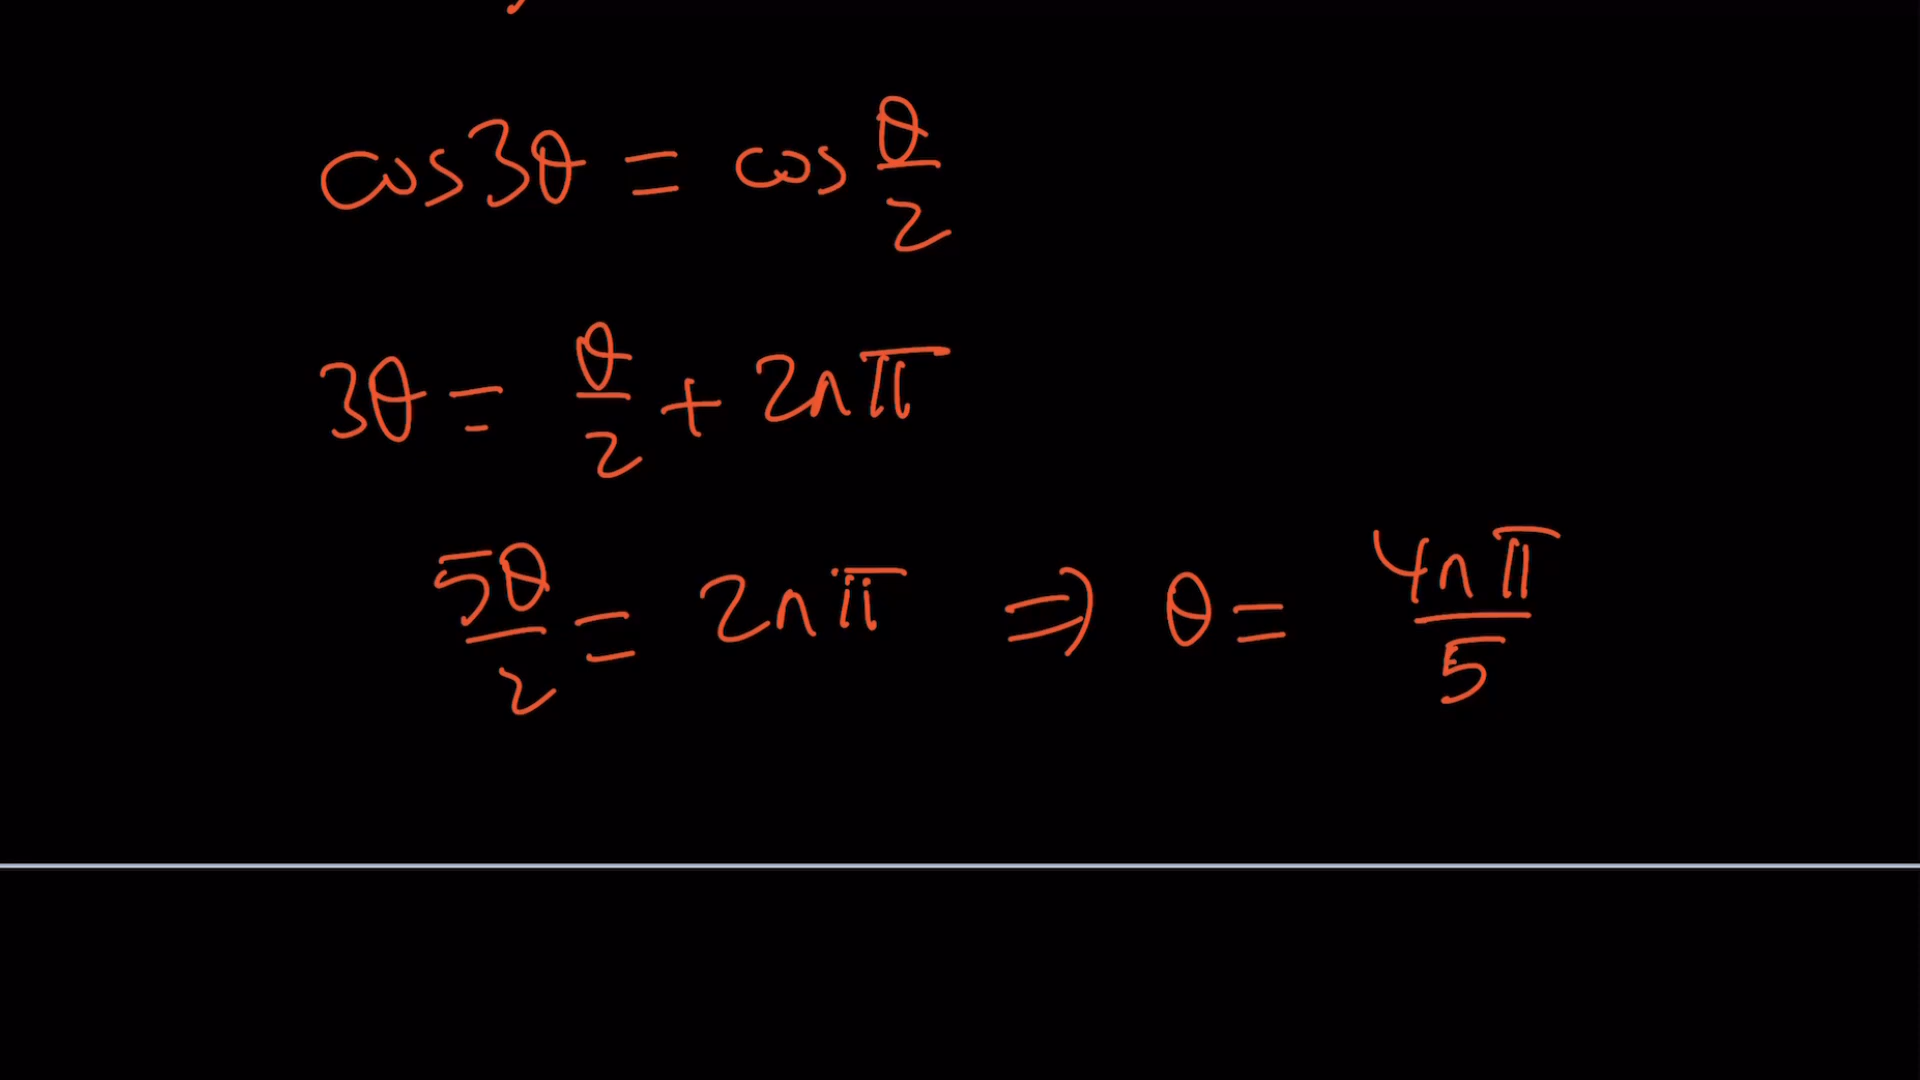 cos3θ = cos θ/2
3θ = θ/2 + 2nπ
5θ/2 = 2nπ ⇒ θ = 4nπ/5